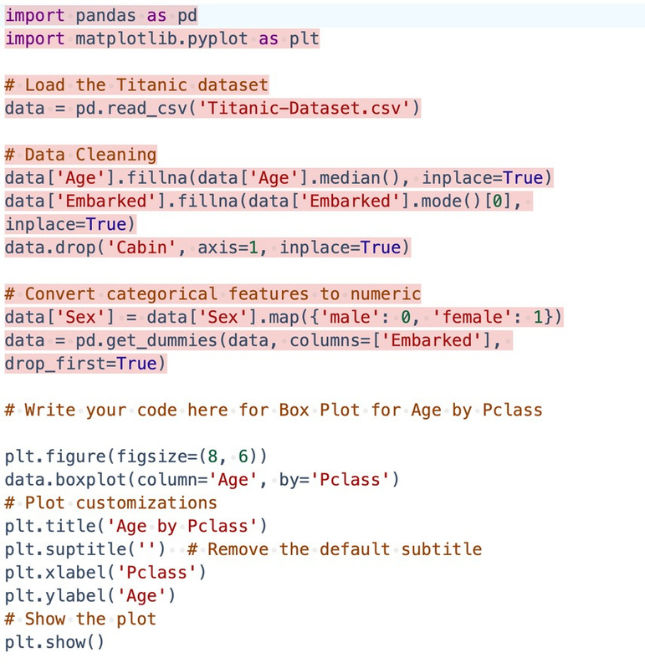 import pandas as pd
import matplotlib.pyplot as plt
# Load the Titanic dataset
data = pd.read_csv('Titanic-Dataset.csv')
# Data Cleaning
data['Age'].fillna(data['Age'].median(), inplace=True)
data['Embarked'].fillna(data['Embarked'].mode()[0],
inplace=True)
data.drop('Cabin', axis=1, inplace=True)
# Convert categorical features to numeric
data['Sex'] = data['Sex'].map({'male': 0, 'female': 1})
data = pd.get_dummies(data, columns=['Embarked'],
drop_first=True)
# Write your code here for Box Plot for Age by Pclass
plt.figure(figsize=(8, 6))
data.boxplot(column='Age', by='Pclass')
# Plot customizations
plt.title('Age by Pclass')
plt.suptitle('')  # Remove the default subtitle
plt.xlabel('Pclass')
plt.ylabel('Age')
# Show the plot
plt.show()